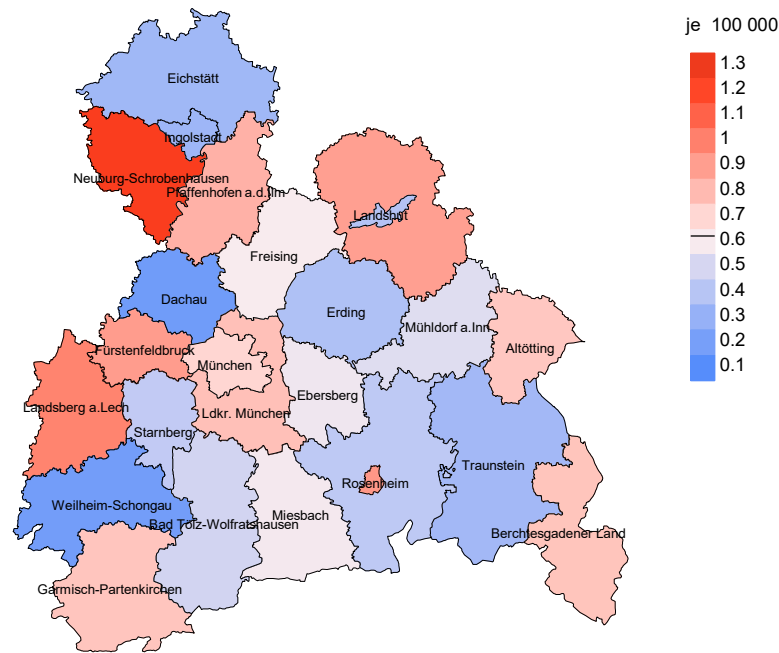 je 100 000
1.3
1.2
1.1
1
0.9
0.8
0.7
0.6
0.5
0.4
0.3
0.2
0.1
Eichstätt
Ingolstadt
Neuburg-Schrobenhausen
Pfaffenhofen a.d.Ilm
Landshut
Freising
Dachau
Erding
Mühldorf a.Inn
Altötting
Fürstenfeldbruck
München
Ebersberg
Landsberg a.Lech
Ldkr. München
Starnberg
Traunstein
Rosenheim
Weilheim-Schongau
Miesbach
Bad Tölz-Wolfratshausen
Berchtesgadener Land
Garmisch-Partenkirchen